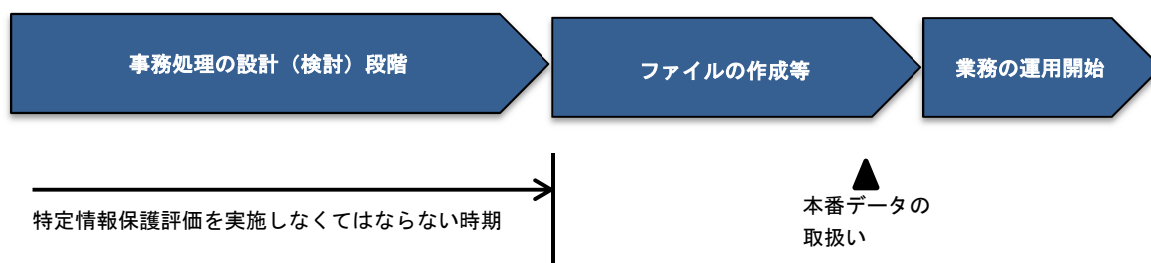 事務処理の設計（検討）段階
ファイルの作成等
業務の運用開始
特定情報保護評価を実施しなくてはならない時期
本番データの
取扱い